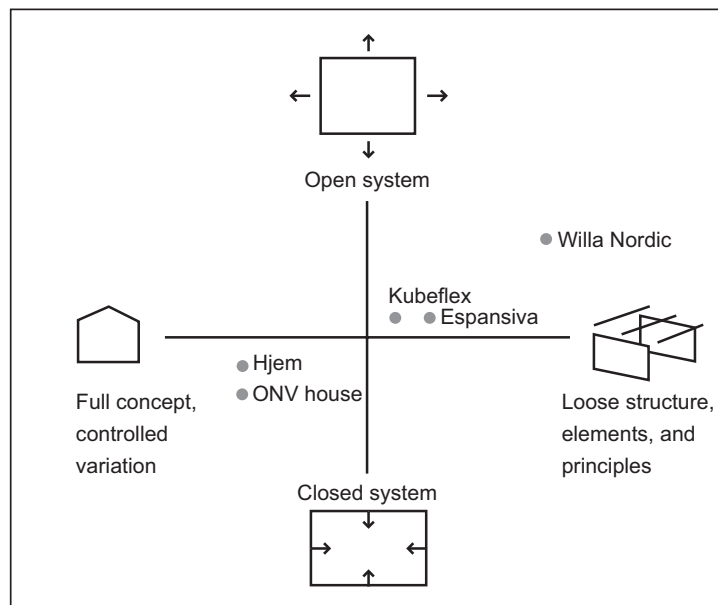 Open system
Willa Nordic
Kubeflex
Espansiva
Hjem
ONV house
Full concept,
controlled
variation
Loose structure,
elements, and
principles
Closed system